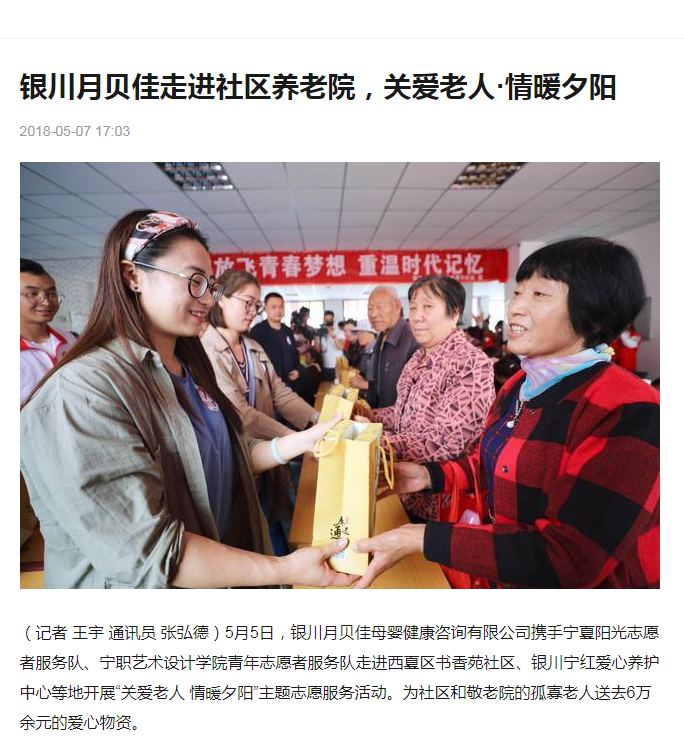 银川月贝佳走进社区养老院，关爱老人·情暖夕阳
2018-05-07 17:03
放飞青春梦想 重温时代记忆
（记者 王宇 通讯员 张弘德）5月5日，银川月贝佳母婴健康咨询有限公司携手宁夏阳光志愿
者服务队、宁职艺术设计学院青年志愿者服务队走进西夏区书香苑社区、银川宁红爱心养护
中心等地开展“关爱老人 情暖夕阳”主题志愿服务活动。为社区和敬老院的孤寡老人送去6万
余元的爱心物资。